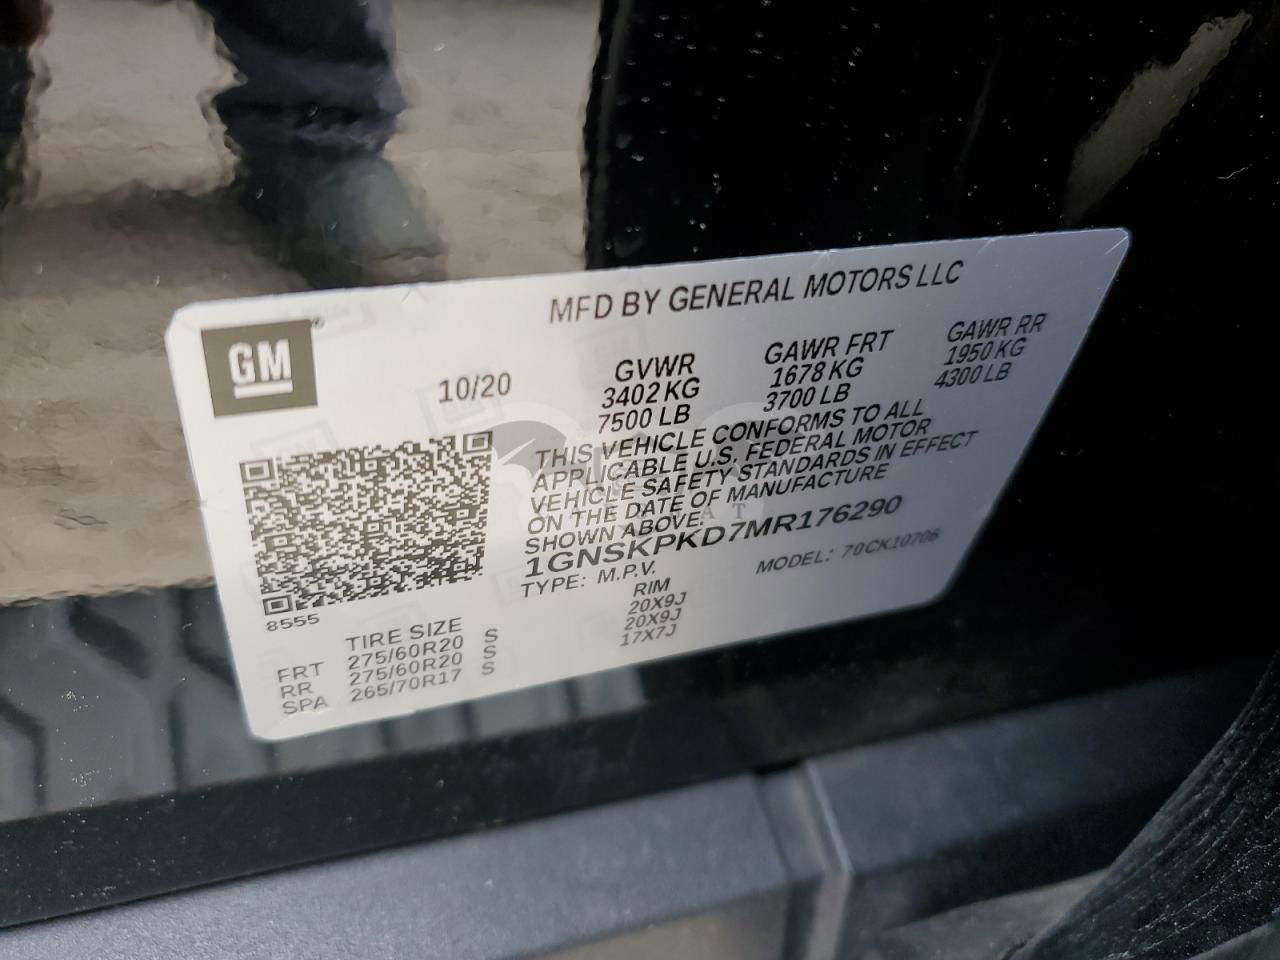 MFD BY GENERAL MOTORS LLC
GM
10/20
GVWR
3402 KG
7500 LB
GAWR FRT
1678 KG
3700 LB
GAWR RR
1950 KG
4300 LB
THIS VEHICLE CONFORMS TO ALL
APPLICABLE U.S. FEDERAL MOTOR
VEHICLE SAFETY STANDARDS IN EFFECT
ON THE DATE OF MANUFACTURE
SHOWN ABOVE.
1GNSKPKD7MR176290
TYPE: M.P.V.
MODEL: 70CK10706
8555
TIRE SIZE RIM
FRT 275/60R20 S 20X9J
RR 275/60R20 S 20X9J
SPA 265/70R17 S 17X7J